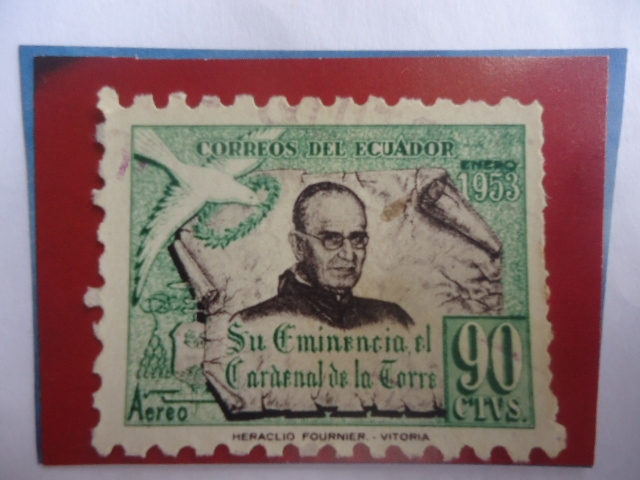 CORREOS DEL ECUADOR
ENERO
1953
Su Eminencia, el
Cardenal de la Torre
90
CTVS.
Aereo
HERACLIO FOURNIER. - VITORIA